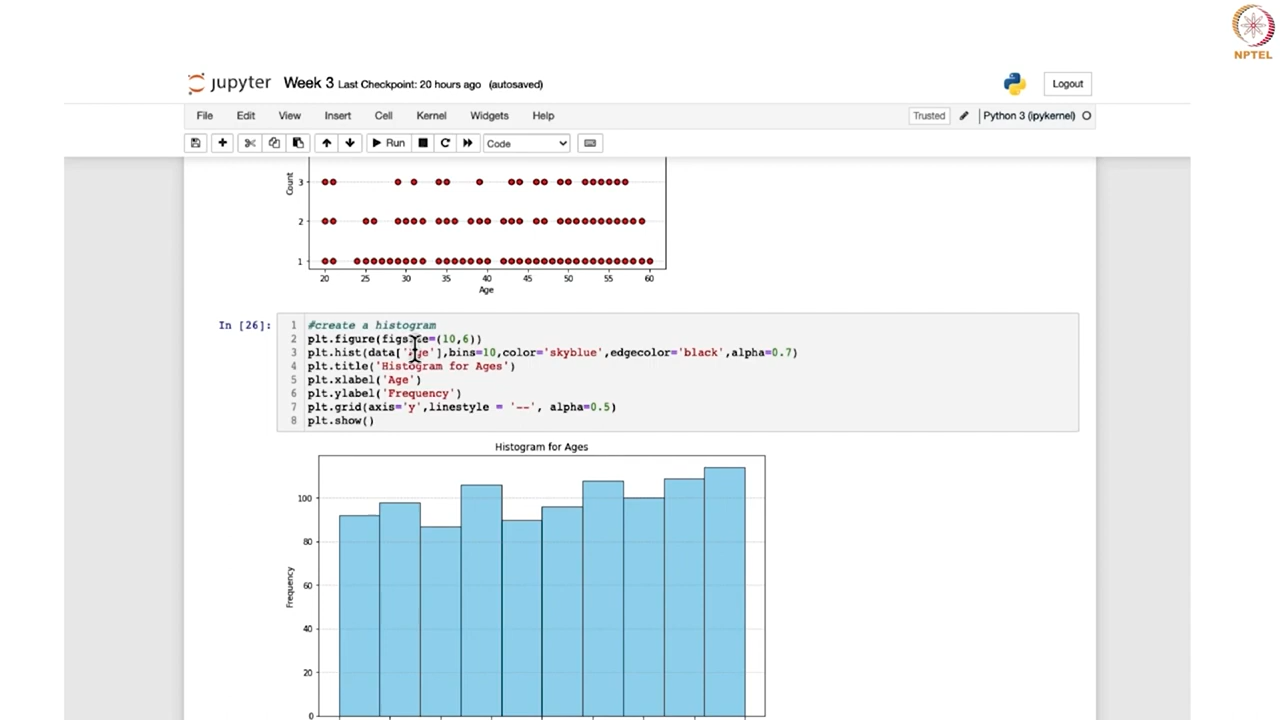 NPTEL
jupyter Week 3 Last Checkpoint: 20 hours ago (autosaved)
Logout
File Edit View Insert Cell Kernel Widgets Help
Trusted Python 3 (ipykernel)
Run Code
Count
3
2
1
20 25 30 35 40 45 50 55 60
Age
In [26]:
1 #create a histogram
2 plt.figure(figsize=(10,6))
3 plt.hist(data['Age'],bins=10,color='skyblue',edgecolor='black',alpha=0.7)
4 plt.title('Histogram for Ages')
5 plt.xlabel('Age')
6 plt.ylabel('Frequency')
7 plt.grid(axis='y',linestyle = '--', alpha=0.5)
8 plt.show()
Histogram for Ages
Frequency
100
80
60
40
20
0